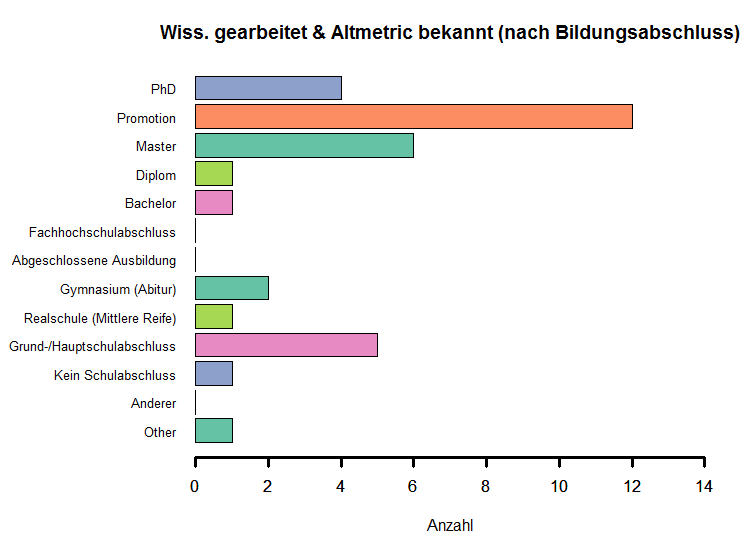 Wiss. gearbeitet & Altmetric bekannt (nach Bildungsabschluss)
PhD
Promotion
Master
Diplom
Bachelor
Fachhochschulabschluss
Abgeschlossene Ausbildung
Gymnasium (Abitur)
Realschule (Mittlere Reife)
Grund-/Hauptschulabschluss
Kein Schulabschluss
Anderer
Other
0 2 4 6 8 10 12 14
Anzahl